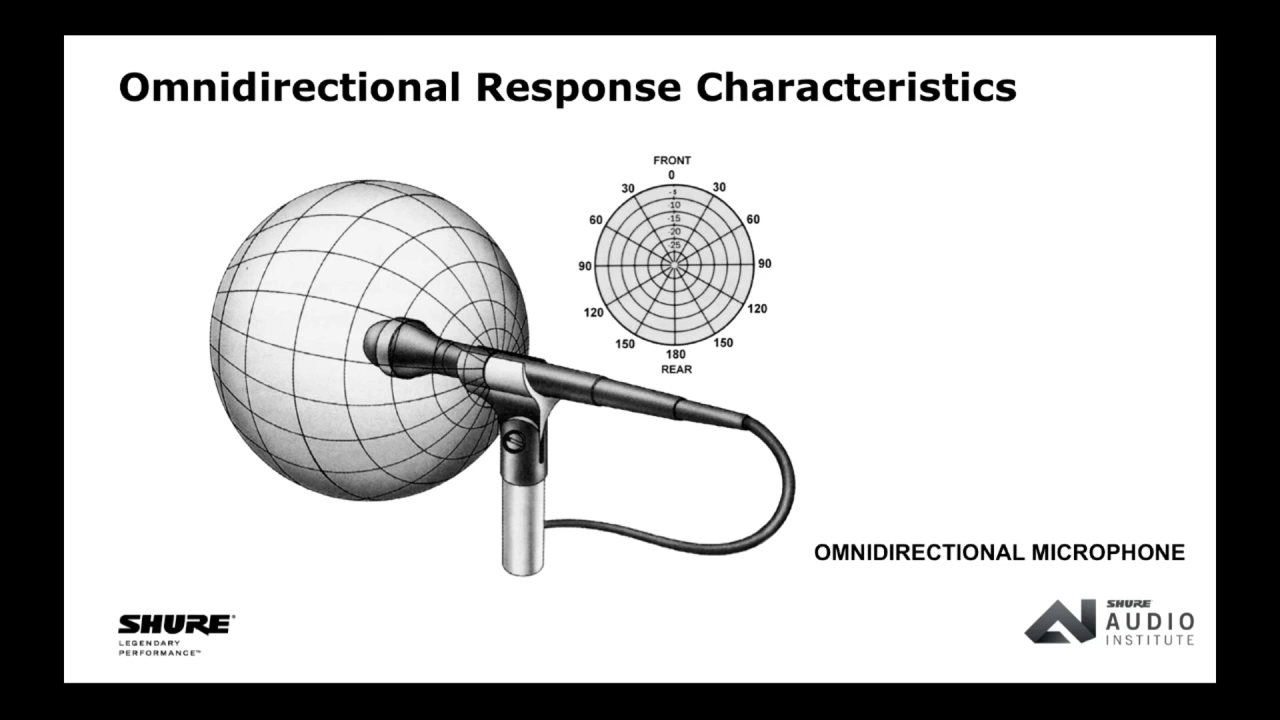 Omnidirectional Response Characteristics
FRONT
0
30 30
-5
-10
60 60
-15
-20
-25
90 90
120 120
150 150
180
REAR
OMNIDIRECTIONAL MICROPHONE
SHURE®
LEGENDARY
PERFORMANCE™
SHURE
AUDIO
INSTITUTE